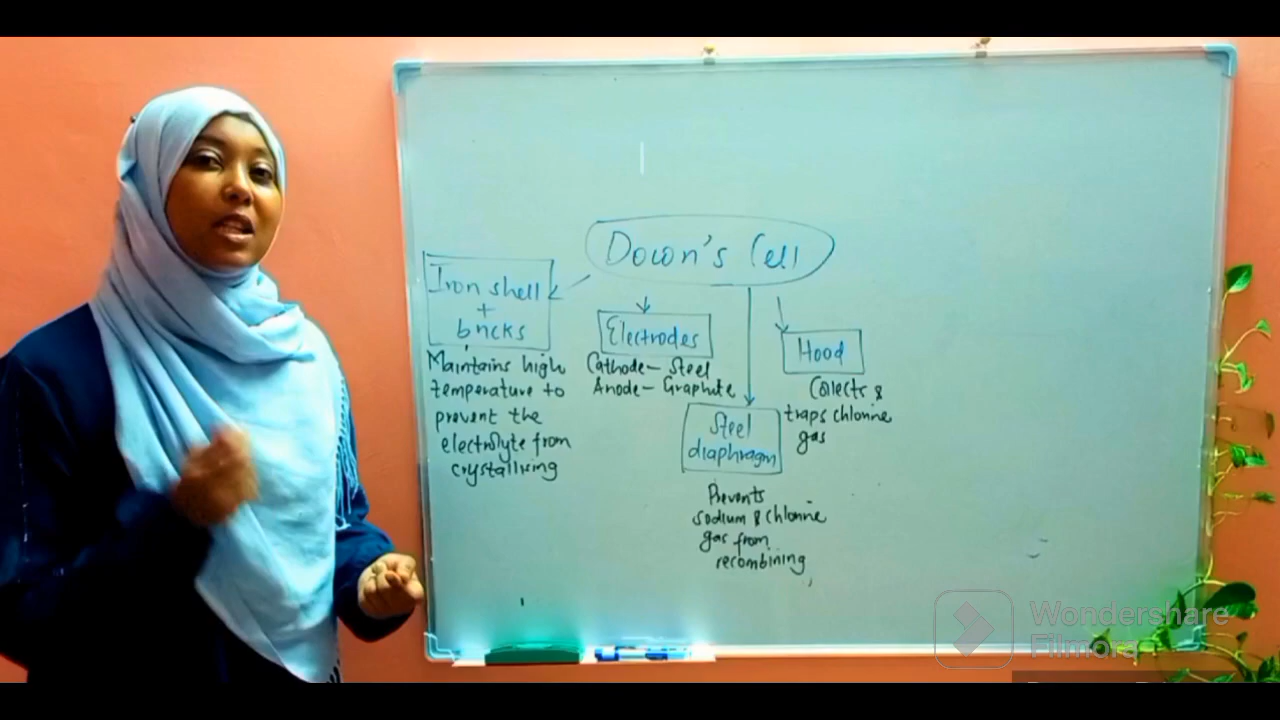 Down's Cell
Iron shell
+
bricks
Maintains high
temperature to
prevent the
electrolyte from
crystallising
Electrodes
Cathode – Steel
Anode – Graphite
Steel
diaphragm
Prevents
sodium & chlorine
gas from
recombining
Hood
Collects &
traps chlorine
gas
Wondershare
Filmora